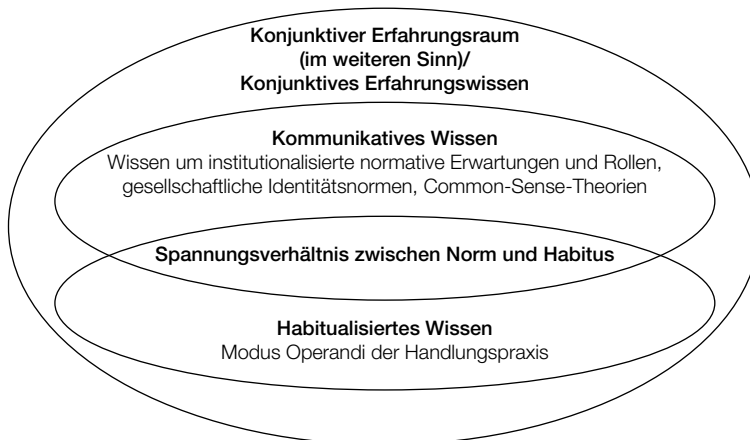 Konjunktiver Erfahrungsraum
(im weiteren Sinn)/
Konjunktives Erfahrungswissen
Kommunikatives Wissen
Wissen um institutionalisierte normative Erwartungen und Rollen,
gesellschaftliche Identitätsnormen, Common-Sense-Theorien
Spannungsverhältnis zwischen Norm und Habitus
Habitualisiertes Wissen
Modus Operandi der Handlungspraxis